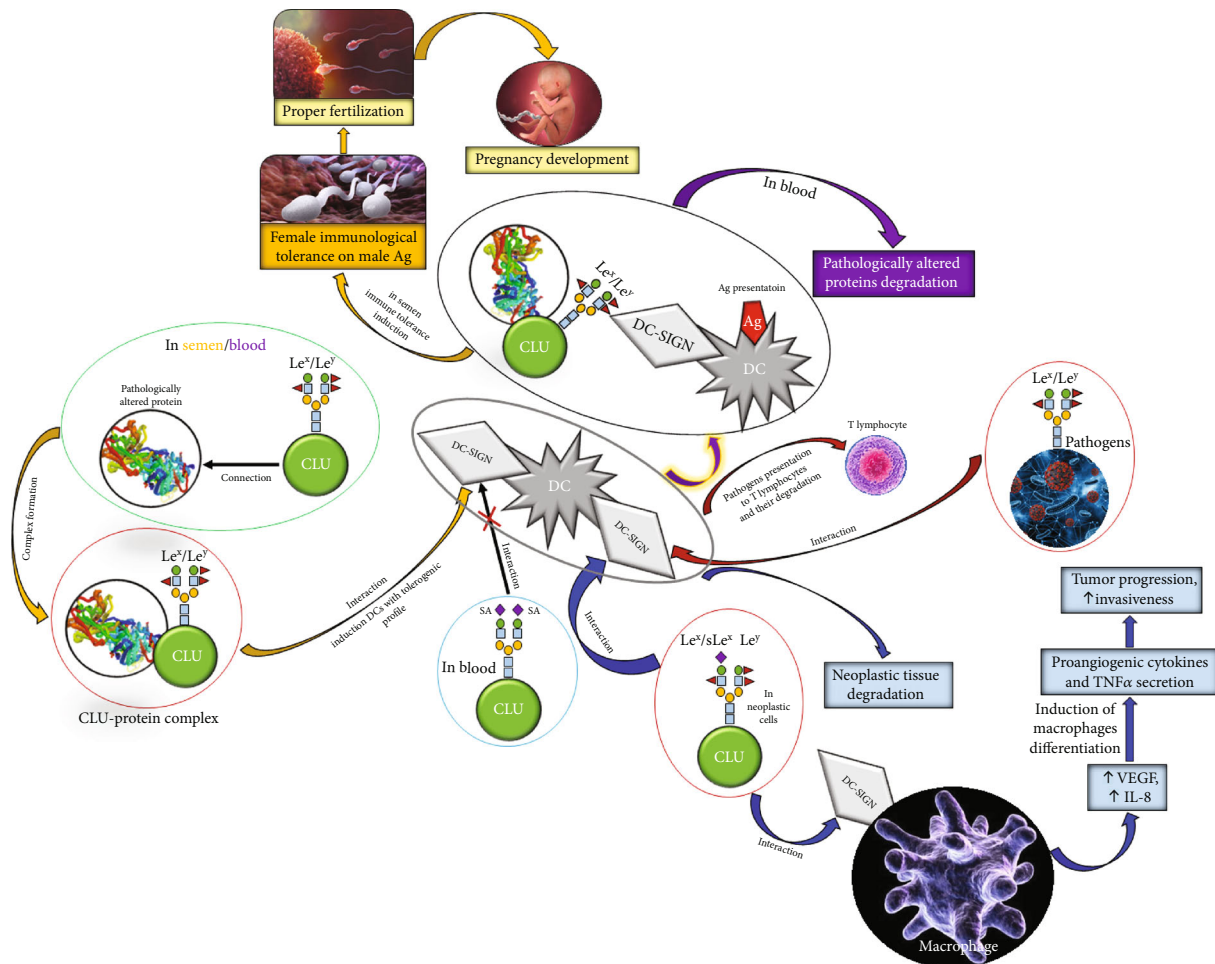 Proper fertilization
Pregnancy development
Female immunological
tolerance on male Ag
In blood
Pathologically altered
proteins degradation
in semen
immune tolerance
induction
Leˣ/Leʸ
CLU
DC-SIGN
Ag presentatoin
Ag
DC
In semen/blood
Leˣ/Leʸ
Pathologically
altered protein
Connection
CLU
Complex formation
Leˣ/Leʸ
CLU
CLU-protein complex
Interaction
induction DCs with tolerogenic
profile
DC-SIGN
DC
DC-SIGN
Interaction
SA
SA
In blood
CLU
T lymphocyte
Pathogens presentation
to T lymphocytes
and their degradation
Leˣ/Leʸ
Pathogens
Interaction
Interaction
Leˣ/sLeˣ Leʸ
In
neoplastic
cells
CLU
Neoplastic tissue
degradation
Interaction
DC-SIGN
Macrophage
Tumor progression,
↑ invasiveness
Proangiogenic cytokines
and TNFα secretion
Induction of
macrophages
differentiation
↑ VEGF,
↑ IL-8